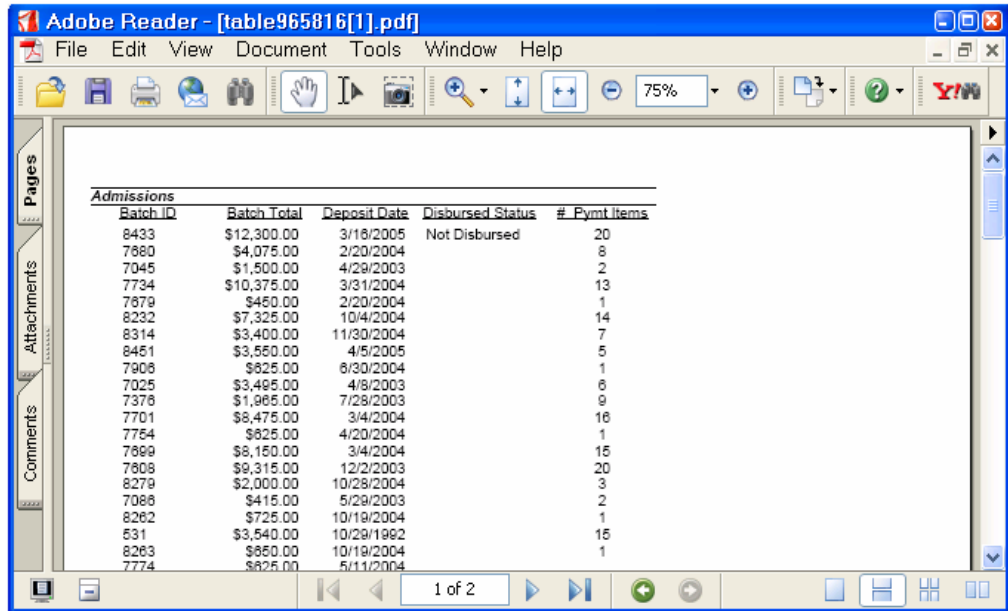 Adobe Reader - [table965816[1].pdf]
File Edit View Document Tools Window Help
75%
Y!
Pages
Attachments
Comments
Admissions
Batch ID Batch Total Deposit Date Disbursed Status # Pymt Items
8433 $12,300.00 3/16/2005 Not Disbursed 20
7680 $4,075.00 2/20/2004 8
7045 $1,500.00 4/29/2003 2
7734 $10,375.00 3/31/2004 13
7679 $450.00 2/20/2004 1
8232 $7,325.00 10/4/2004 14
8314 $3,400.00 11/30/2004 7
8451 $3,550.00 4/5/2005 5
7906 $625.00 6/30/2004 1
7025 $3,495.00 4/8/2003 6
7376 $1,965.00 7/28/2003 9
7701 $8,475.00 3/4/2004 16
7754 $625.00 4/20/2004 1
7699 $8,150.00 3/4/2004 15
7608 $9,315.00 12/2/2003 20
8279 $2,000.00 10/28/2004 3
7086 $415.00 5/29/2003 2
8262 $725.00 10/19/2004 1
531 $3,540.00 10/29/1992 15
8263 $650.00 10/19/2004 1
7774 $625.00 5/11/2004
1 of 2